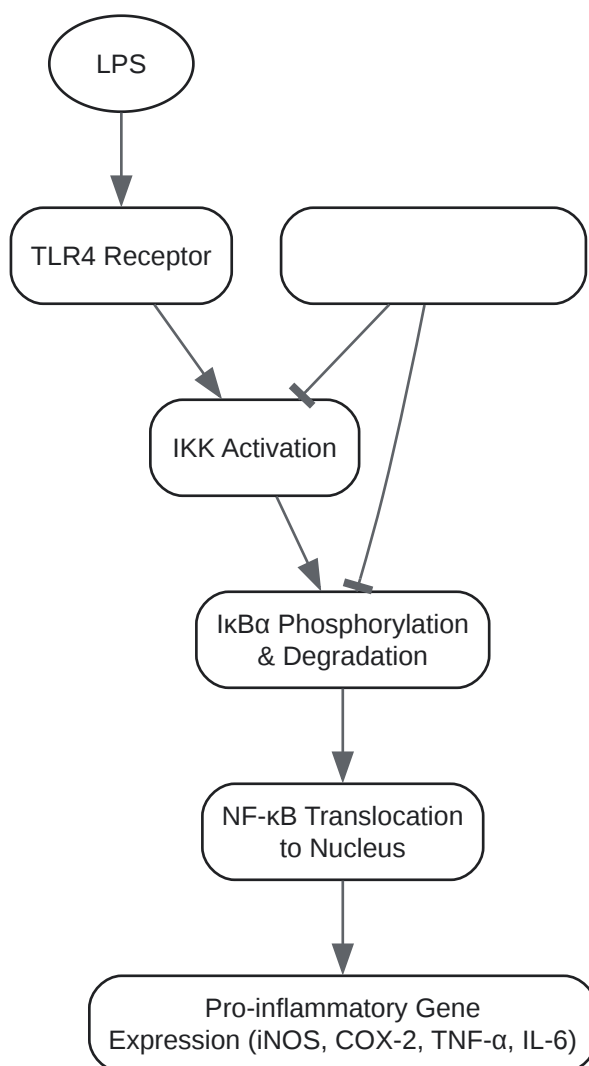 LPS
TLR4 Receptor
IKK Activation
IκBα Phosphorylation
& Degradation
NF-κB Translocation
to Nucleus
Pro-inflammatory Gene
Expression (iNOS, COX-2, TNF-α, IL-6)